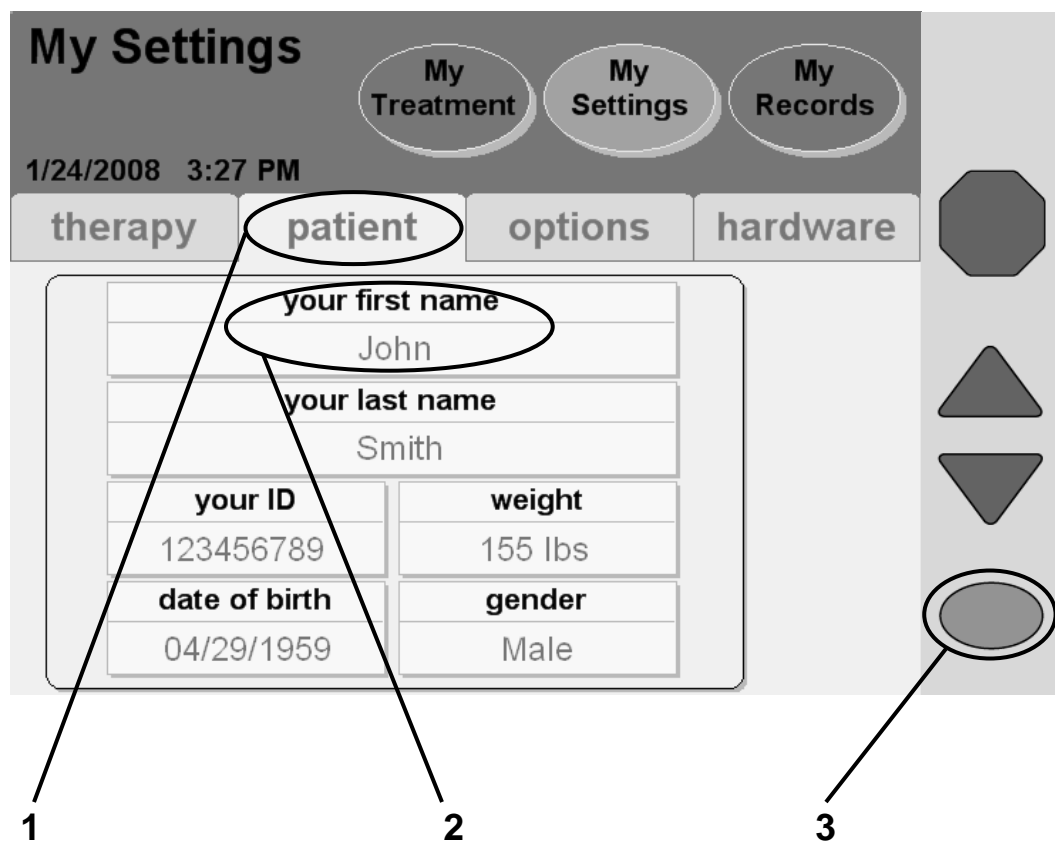 My Settings
My
Treatment
My
Settings
My
Records
1/24/2008 3:27 PM
therapy patient options hardware
your first name
John
your last name
Smith
your ID weight
123456789 155 lbs
date of birth gender
04/29/1959 Male
1 2 3